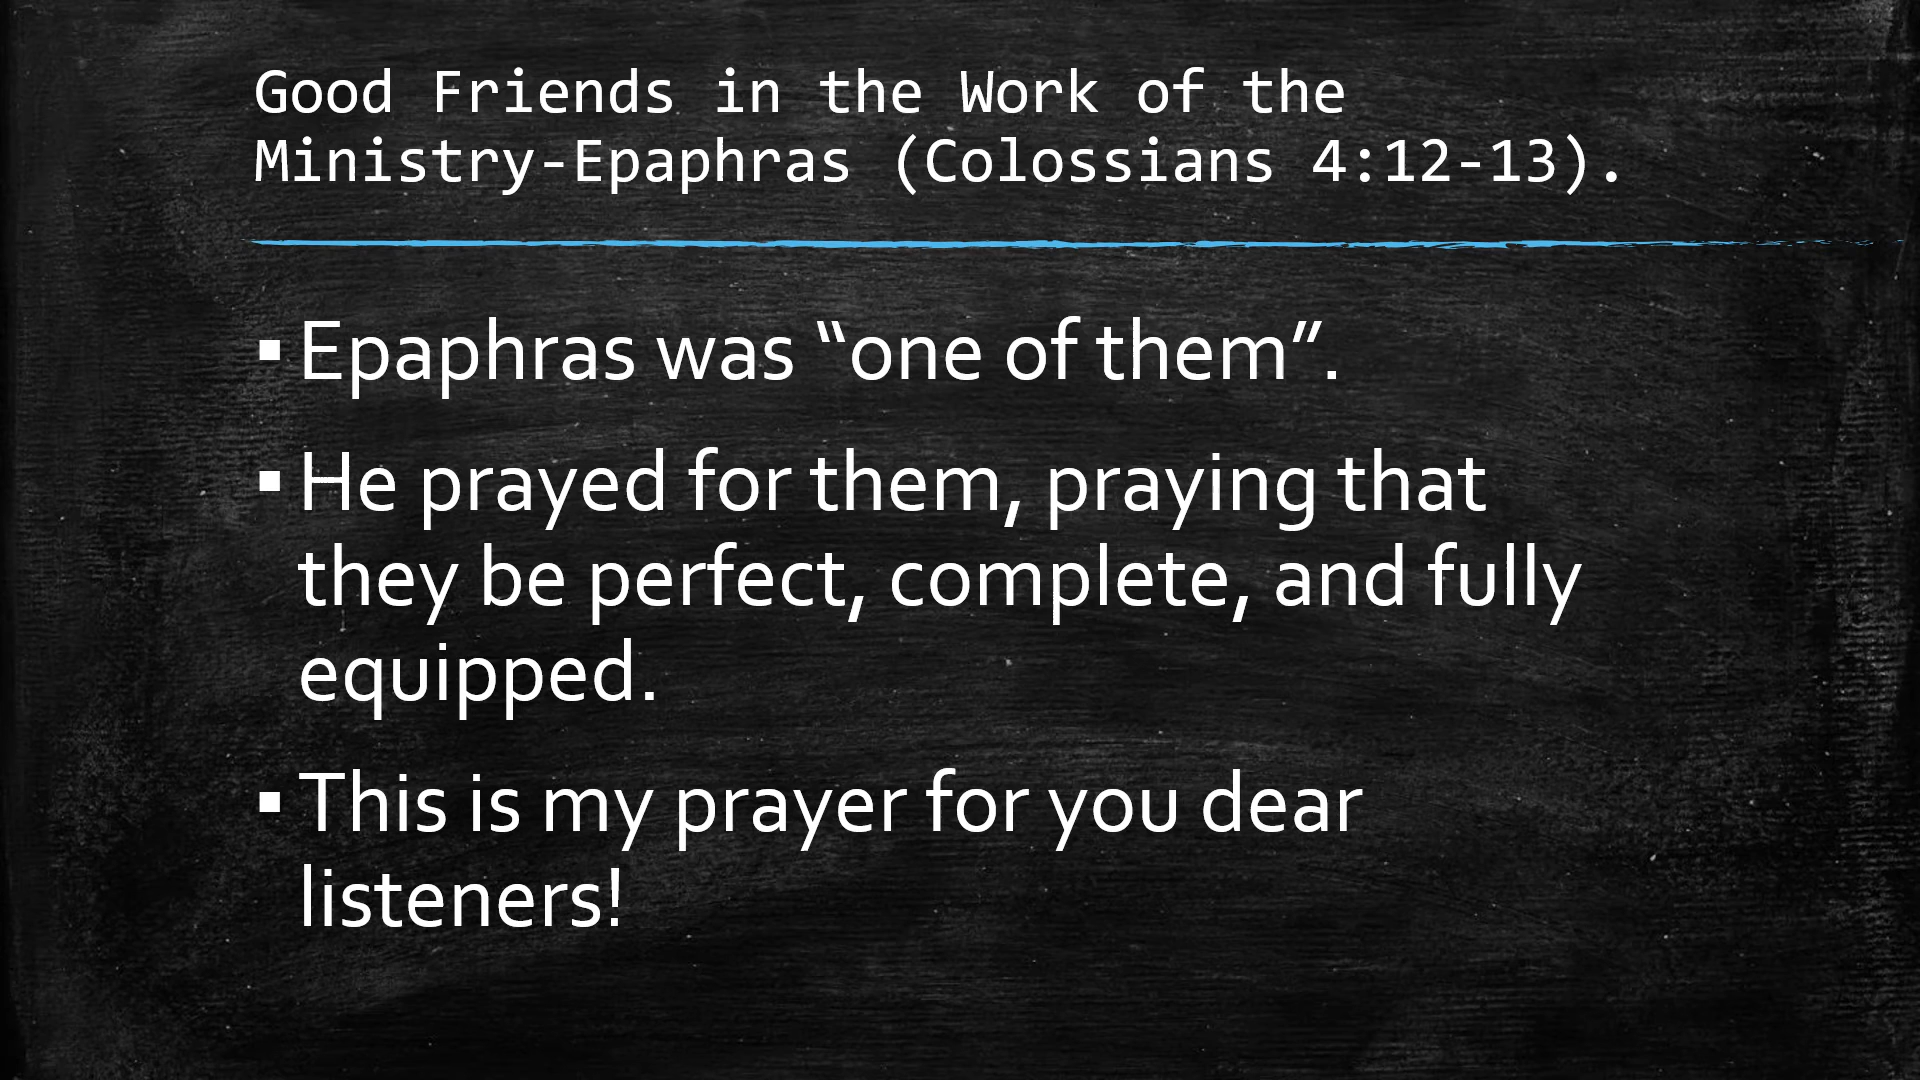 Good Friends in the Work of the
Ministry-Epaphras (Colossians 4:12-13).
▪ Epaphras was “one of them”.
▪ He prayed for them, praying that
they be perfect, complete, and fully
equipped.
▪ This is my prayer for you dear
listeners!